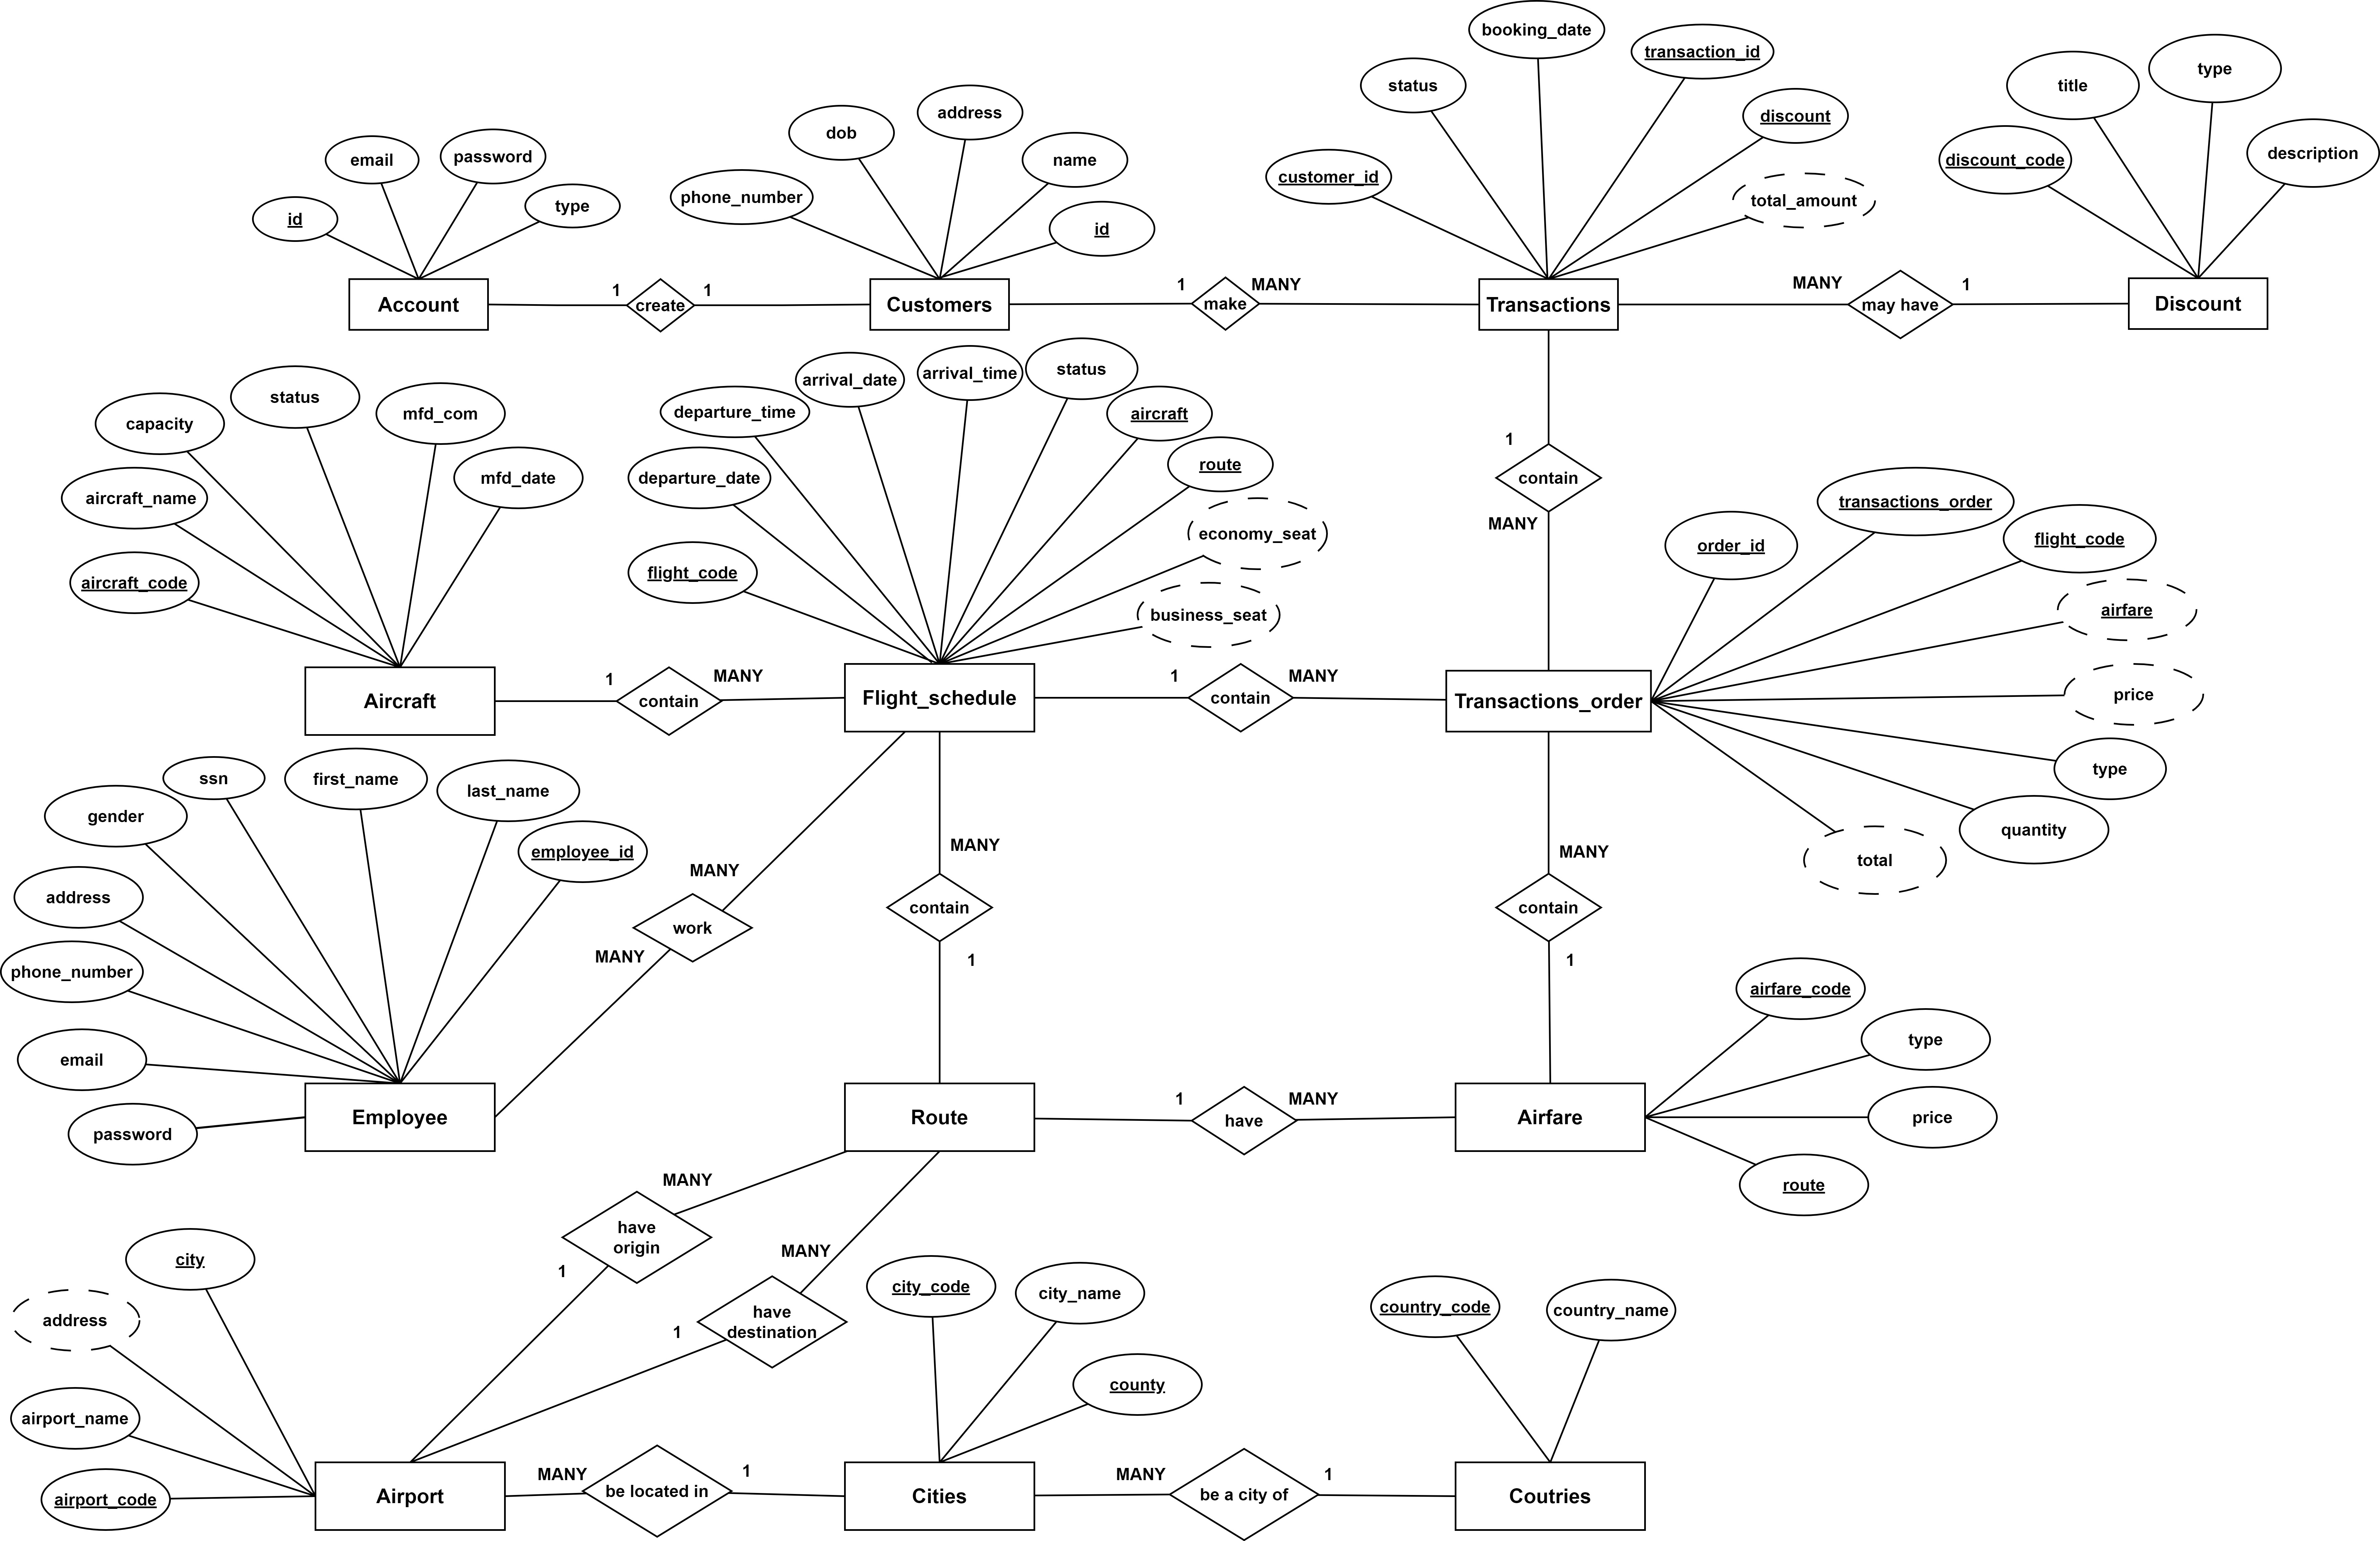 booking_date
transaction_id
status
title
type
discount
description
discount_code
customer_id
total_amount
email
password
id
type
phone_number
dob
address
name
id
Account
1
create
1
Customers
1
make
MANY
Transactions
MANY
may have
1
Discount
capacity
status
mfd_com
mfd_date
aircraft_name
aircraft_code
departure_time
arrival_date
arrival_time
status
aircraft
route
departure_date
economy_seat
flight_code
business_seat
1
contain
MANY
order_id
transactions_order
flight_code
airfare
price
type
quantity
total
Aircraft
1
contain
MANY
Flight_schedule
1
contain
MANY
Transactions_order
ssn
first_name
last_name
gender
employee_id
address
phone_number
email
password
Employee
MANY
work
MANY
MANY
contain
1
MANY
contain
1
airfare_code
type
price
route
Route
1
have
MANY
Airfare
MANY
have
origin
1
MANY
have
destination
1
city
address
airport_name
airport_code
city_code
city_name
county
country_code
country_name
Airport
MANY
be located in
1
Cities
MANY
be a city of
1
Coutries